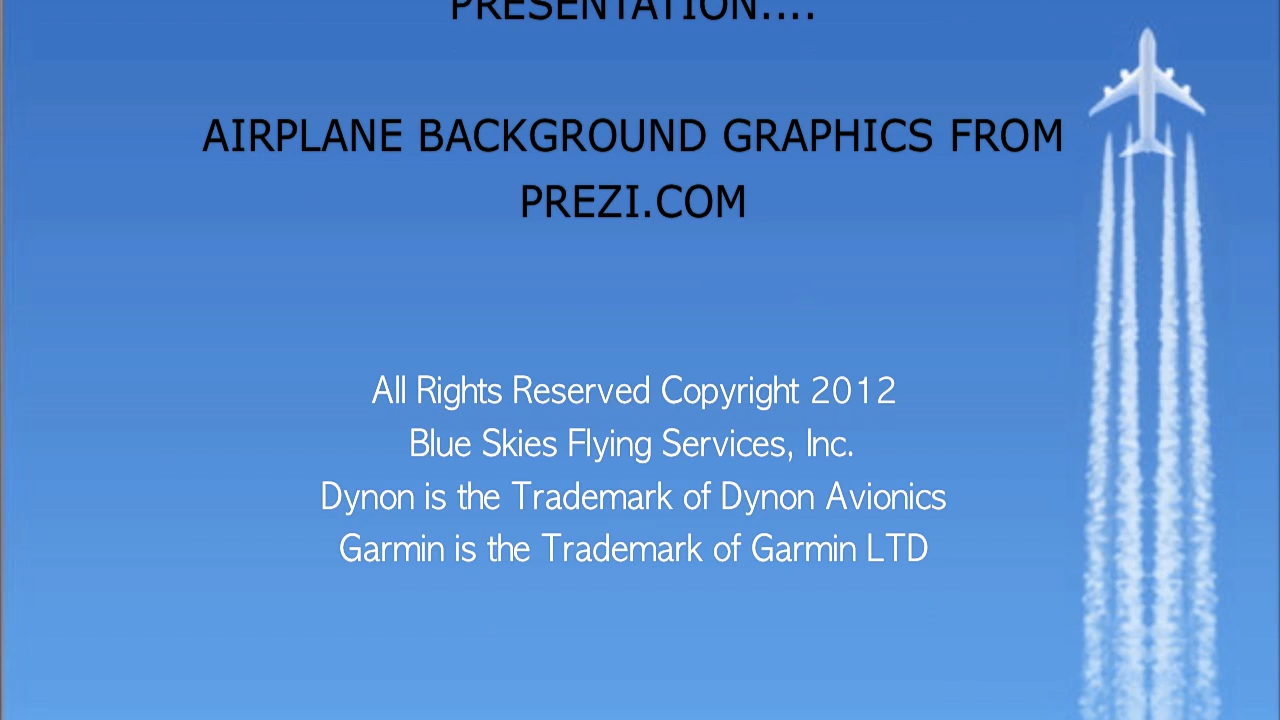 PRESENTATION....
AIRPLANE BACKGROUND GRAPHICS FROM
PREZI.COM
All Rights Reserved Copyright 2012
Blue Skies Flying Services, Inc.
Dynon is the Trademark of Dynon Avionics
Garmin is the Trademark of Garmin LTD